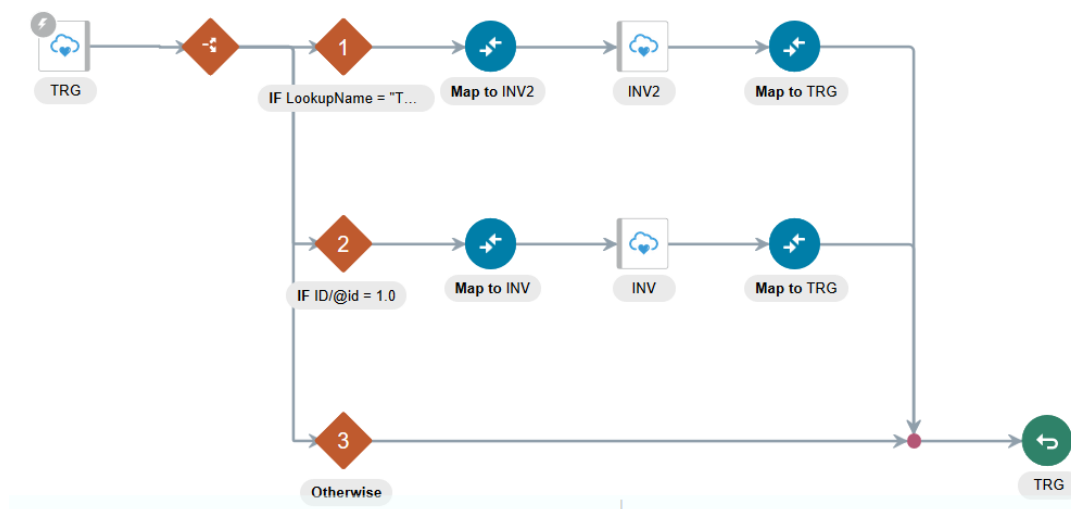 TRG
1
IF LookupName = "T...
Map to INV2
INV2
Map to TRG
2
IF ID/@id = 1.0
Map to INV
INV
Map to TRG
3
Otherwise
TRG